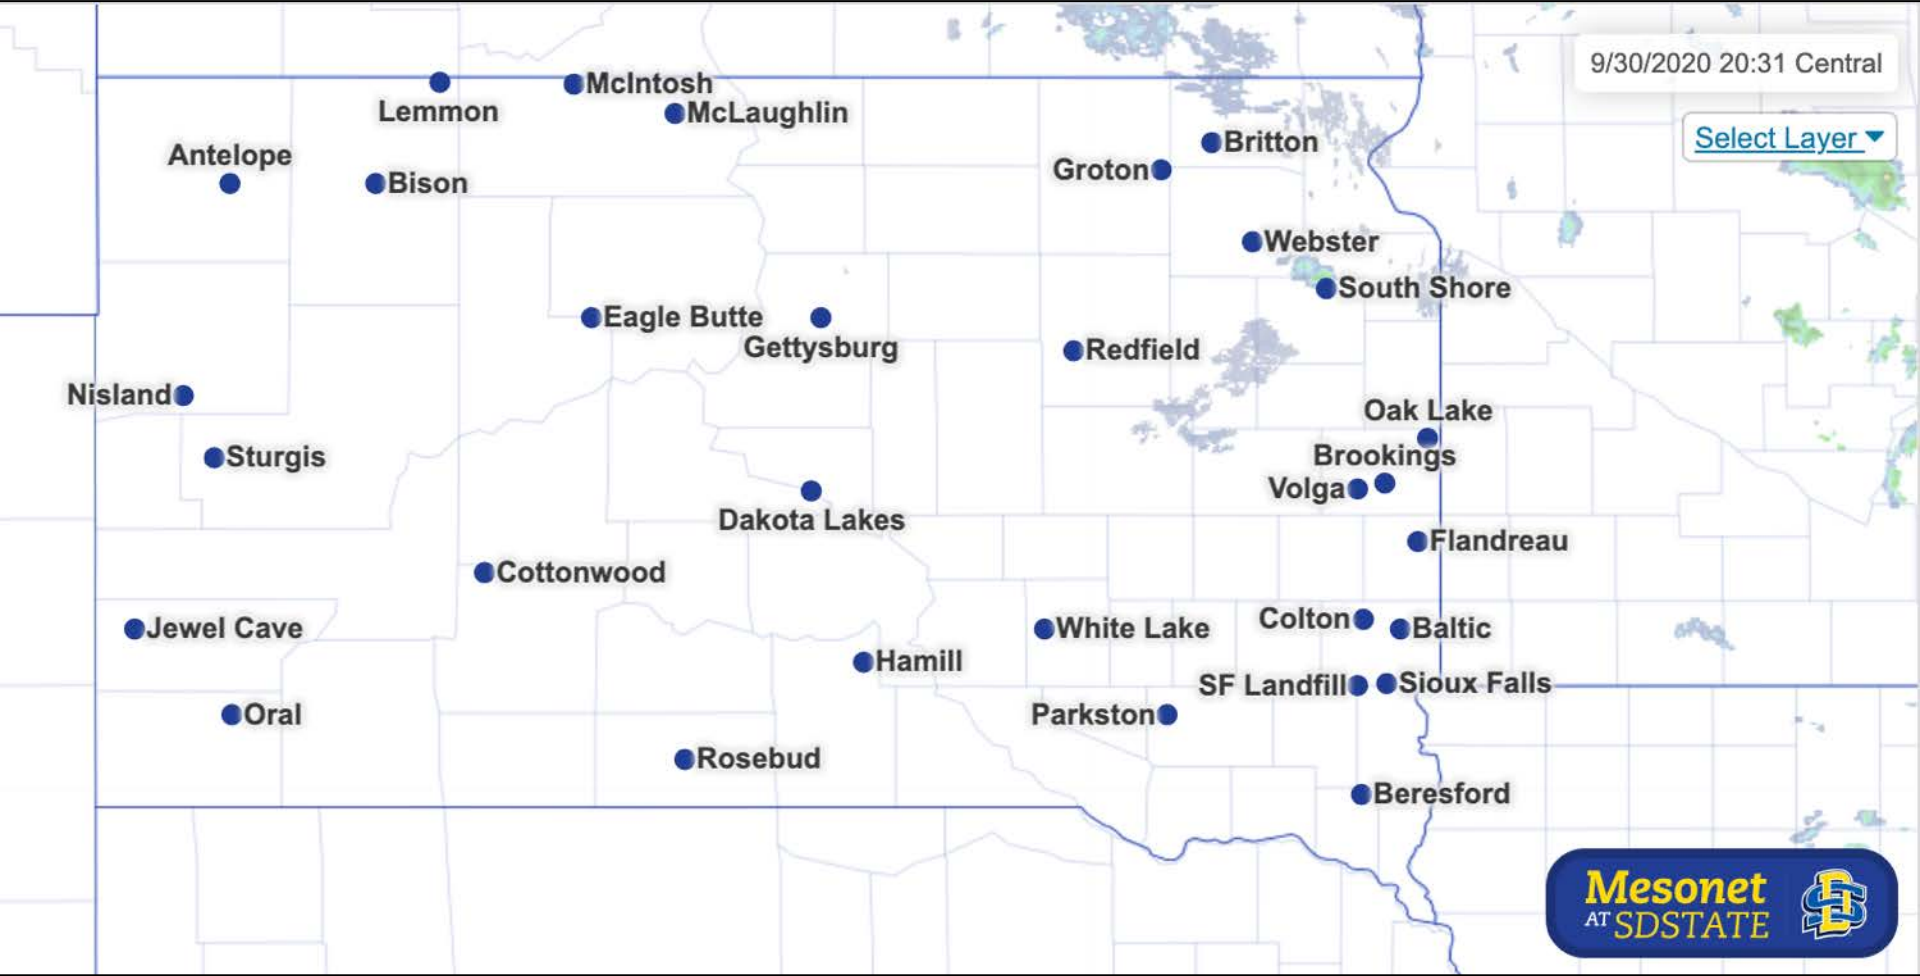 9/30/2020 20:31 Central
Select Layer
Lemmon
McIntosh
McLaughlin
Antelope
Bison
Britton
Groton
Webster
South Shore
Eagle Butte
Gettysburg
Redfield
Nisland
Sturgis
Oak Lake
Brookings
Volga
Dakota Lakes
Flandreau
Cottonwood
Jewel Cave
White Lake
Colton
Baltic
Hamill
SF Landfill
Sioux Falls
Oral
Parkston
Rosebud
Beresford
Mesonet
AT SDSTATE